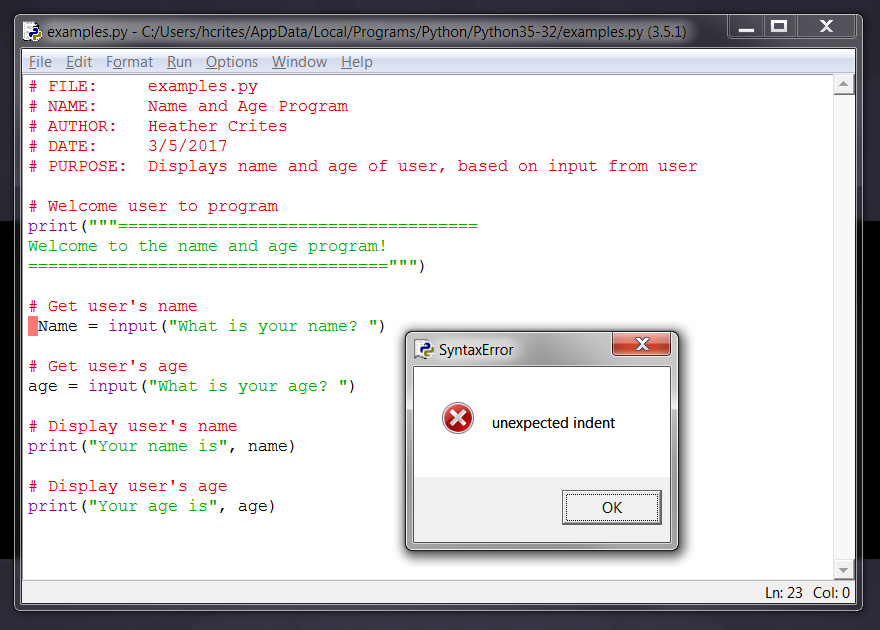 examples.py - C:/Users/hcrites/AppData/Local/Programs/Python/Python35-32/examples.py (3.5.1)
File Edit Format Run Options Window Help
# FILE:     examples.py
# NAME:     Name and Age Program
# AUTHOR:   Heather Crites
# DATE:     3/5/2017
# PURPOSE:  Displays name and age of user, based on input from user
# Welcome user to program
print("""====================================
Welcome to the name and age program!
====================================""")
# Get user's name
 Name = input("What is your name? ")
# Get user's age
age = input("What is your age? ")
# Display user's name
print("Your name is", name)
# Display user's age
print("Your age is", age)
SyntaxError
unexpected indent
OK
Ln: 23 Col: 0